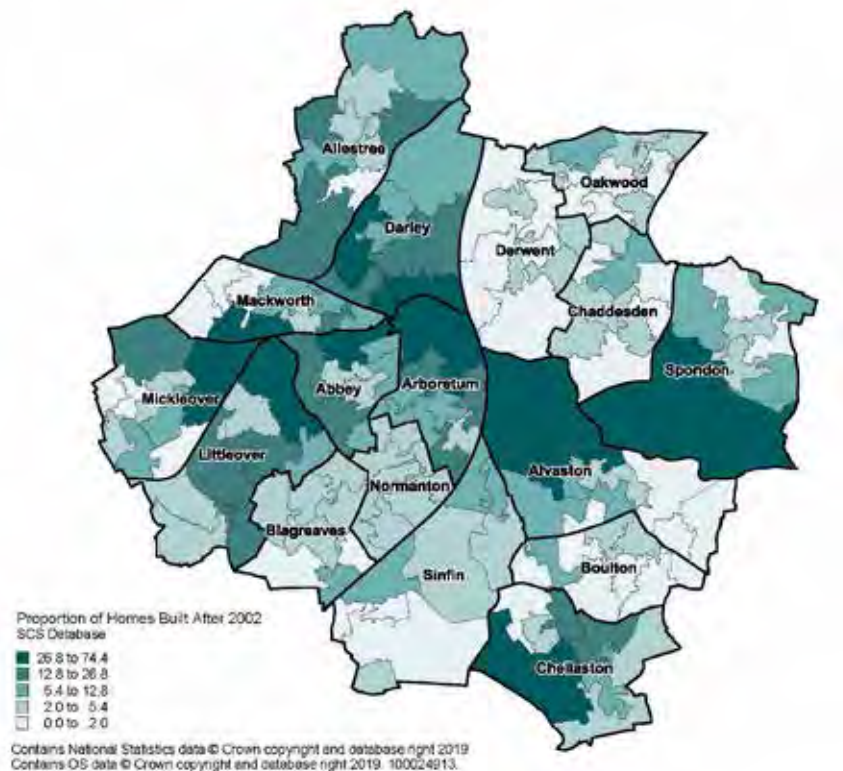 Allestree
Oakwood
Darley
Derwent
Mackworth
Chaddesden
Spondon
Mickleover
Abbey
Arboretum
Littleover
Alvaston
Normanton
Blagreaves
Boulton
Sinfin
Chellaston
Proportion of Homes Built After 2002
SCS Database
26.8 to 74.4
12.8 to 26.8
5.4 to 12.8
2.0 to 5.4
0.0 to 2.0
Contains National Statistics data © Crown copyright and database right 2019
Contains OS data © Crown copyright and database right 2019. 100024913.